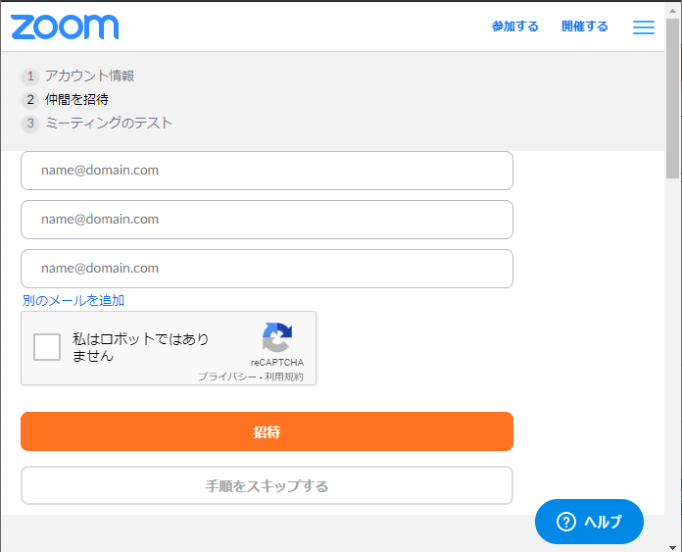 zoom
参加する 開催する
1 アカウント情報
2 仲間を招待
3 ミーティングのテスト
name@domain.com
name@domain.com
name@domain.com
別のメールを追加
私はロボットではあり
ません
reCAPTCHA
プライバシー - 利用規約
招待
手順をスキップする
? ヘルプ